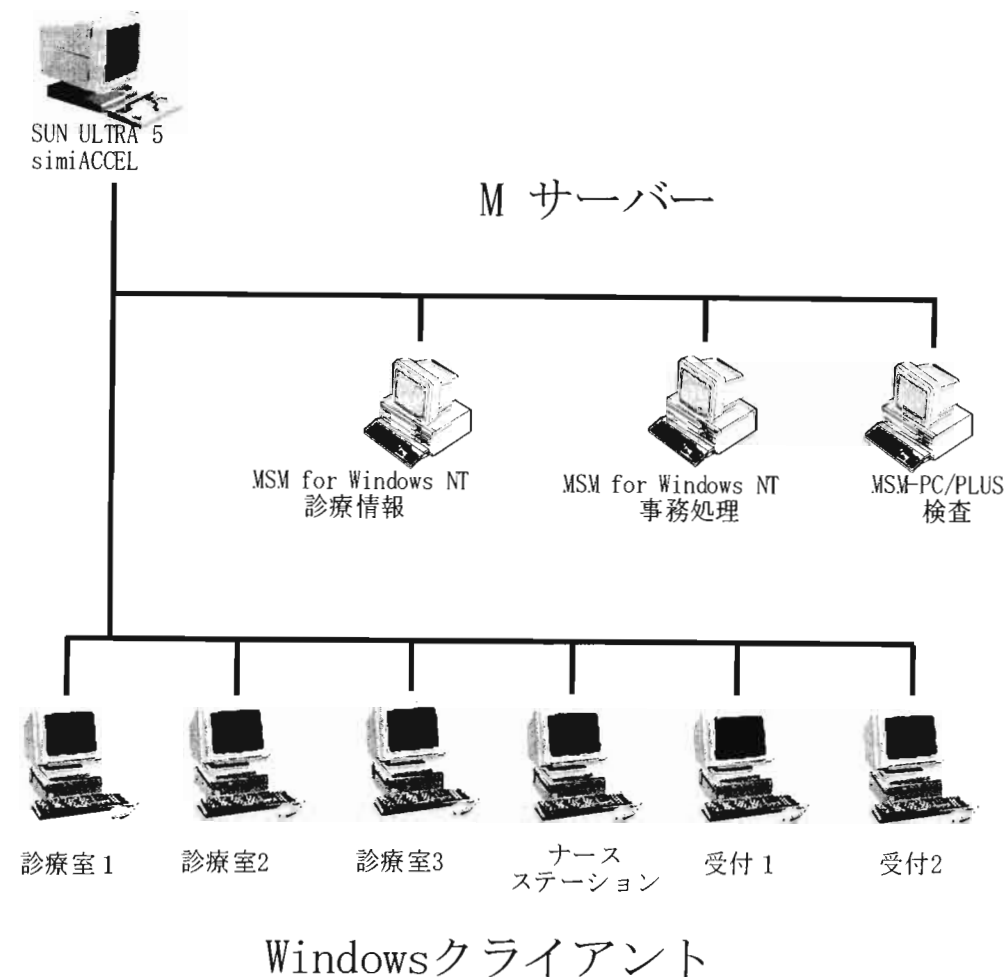 SUN ULTRA 5
simiACCEL
M サーバー
MSM for Windows NT
診療情報
MSM for Windows NT
事務処理
MSM-PC/PLUS
検査
診療室1
診療室2
診療室3
ナース
ステーション
受付1
受付2
Windowsクライアント